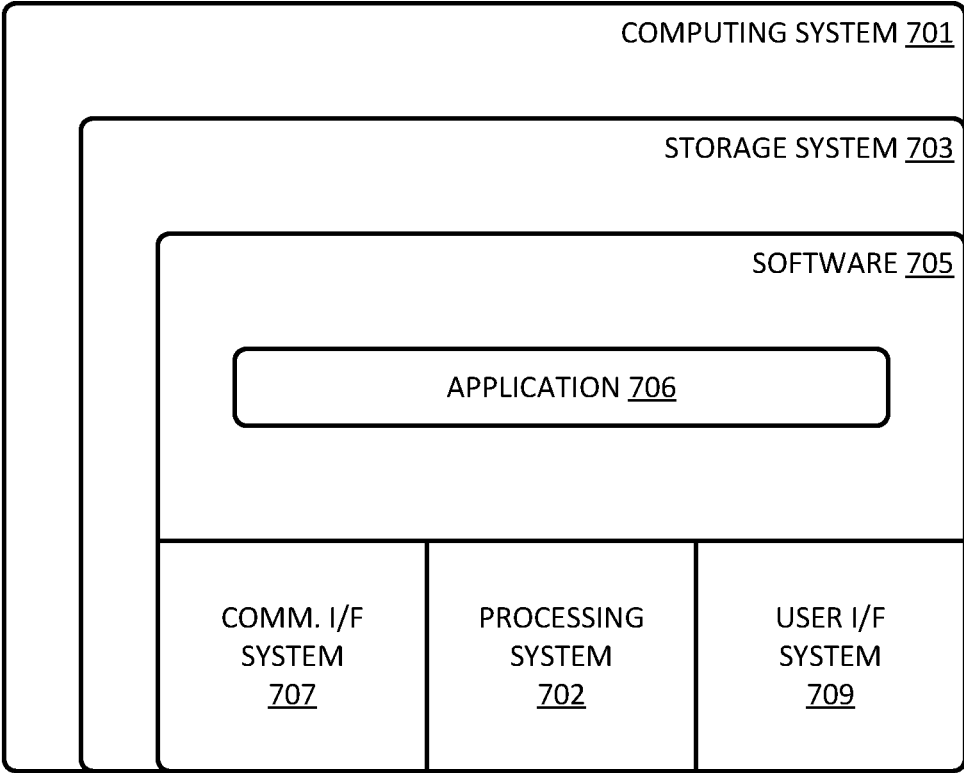 COMPUTING SYSTEM 701
STORAGE SYSTEM 703
SOFTWARE 705
APPLICATION 706
COMM. I/F
SYSTEM
707
PROCESSING
SYSTEM
702
USER I/F
SYSTEM
709